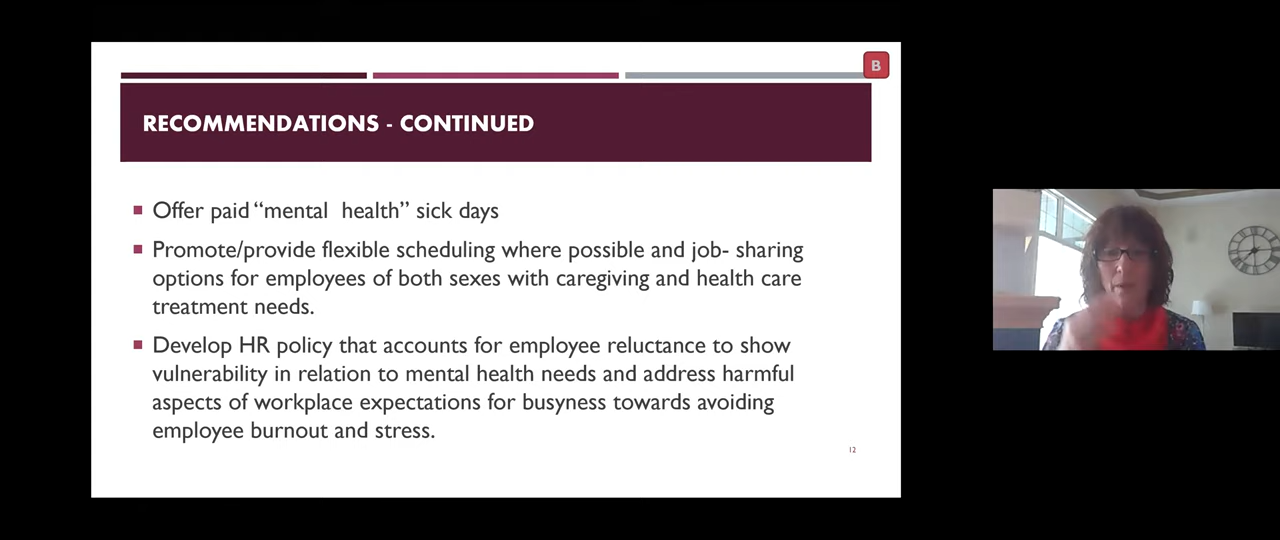 B
RECOMMENDATIONS - CONTINUED
■ Offer paid “mental  health” sick days
■ Promote/provide flexible scheduling where possible and job- sharing
options for employees of both sexes with caregiving and health care
treatment needs.
■ Develop HR policy that accounts for employee reluctance to show
vulnerability in relation to mental health needs and address harmful
aspects of workplace expectations for busyness towards avoiding
employee burnout and stress.
12